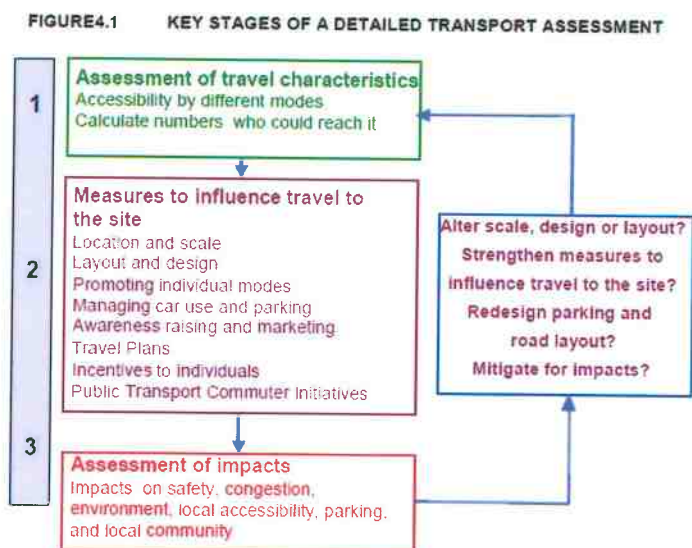 FIGURE4.1 KEY STAGES OF A DETAILED TRANSPORT ASSESSMENT
1
Assessment of travel characteristics
Accessibility by different modes
Calculate numbers who could reach it
2
Measures to influence travel to
the site
Location and scale
Layout and design
Promoting individual modes
Managing car use and parking
Awareness raising and marketing
Travel Plans
Incentives to individuals
Public Transport Commuter Initiatives
3
Assessment of impacts
Impacts on safety, congestion,
environment, local accessibility, parking,
and local community
Alter scale, design or layout?
Strengthen measures to
influence travel to the site?
Redesign parking and
road layout?
Mitigate for impacts?